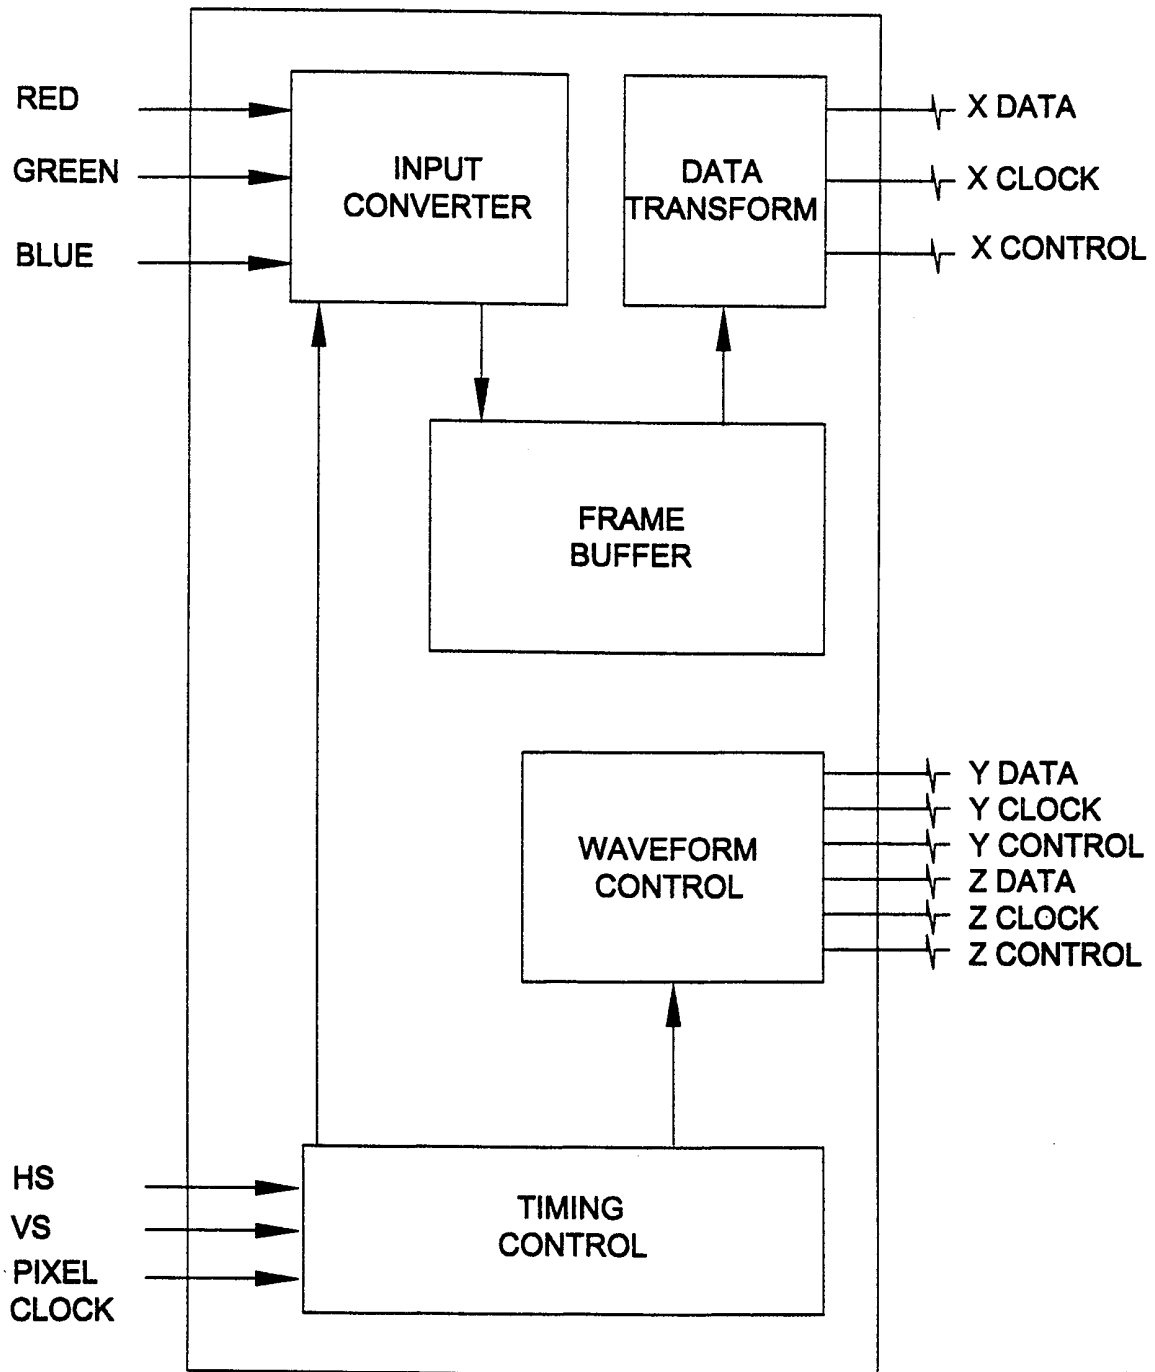 RED
GREEN
BLUE
INPUT
CONVERTER
DATA
TRANSFORM
X DATA
X CLOCK
X CONTROL
FRAME
BUFFER
WAVEFORM
CONTROL
Y DATA
Y CLOCK
Y CONTROL
Z DATA
Z CLOCK
Z CONTROL
HS
VS
PIXEL
CLOCK
TIMING
CONTROL